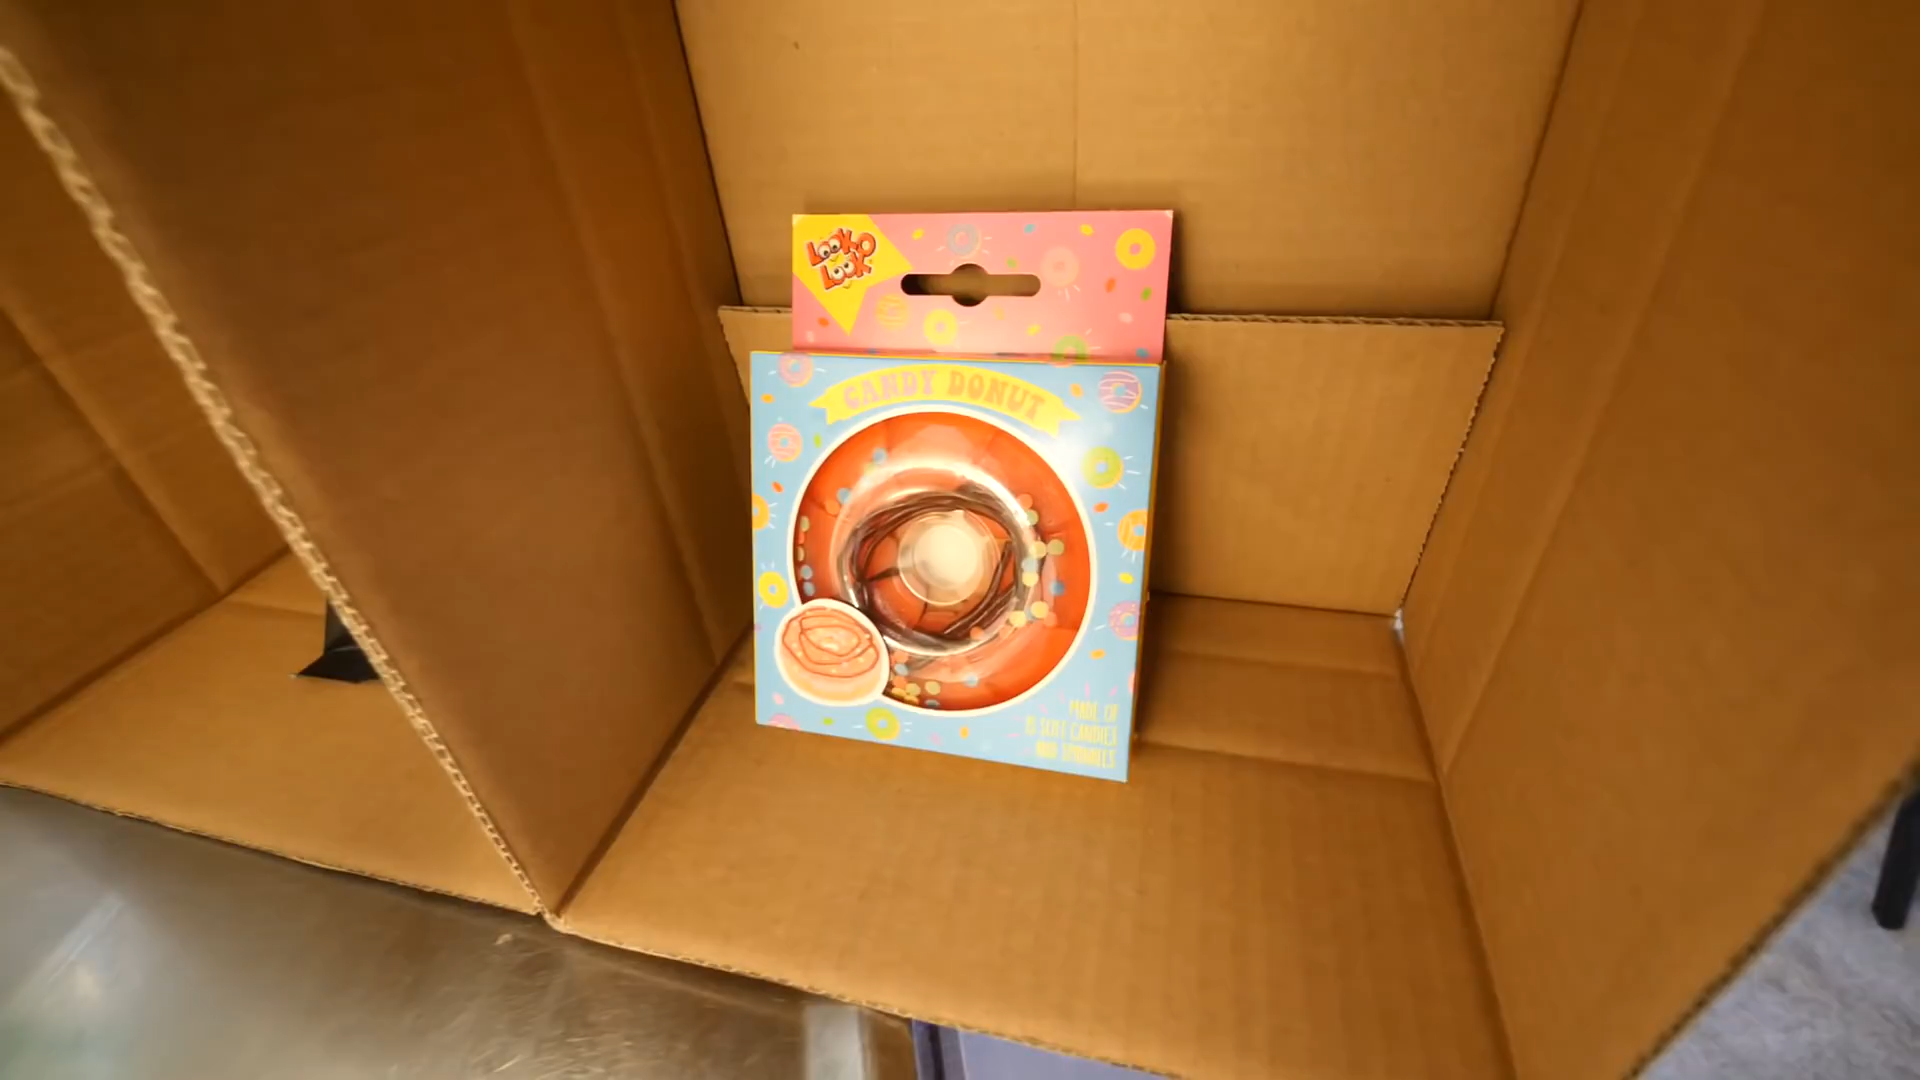 LOOK-O
LOOK
CANDY DONUT
MADE OF
SOFT CANDIES
AND SPRINKLES